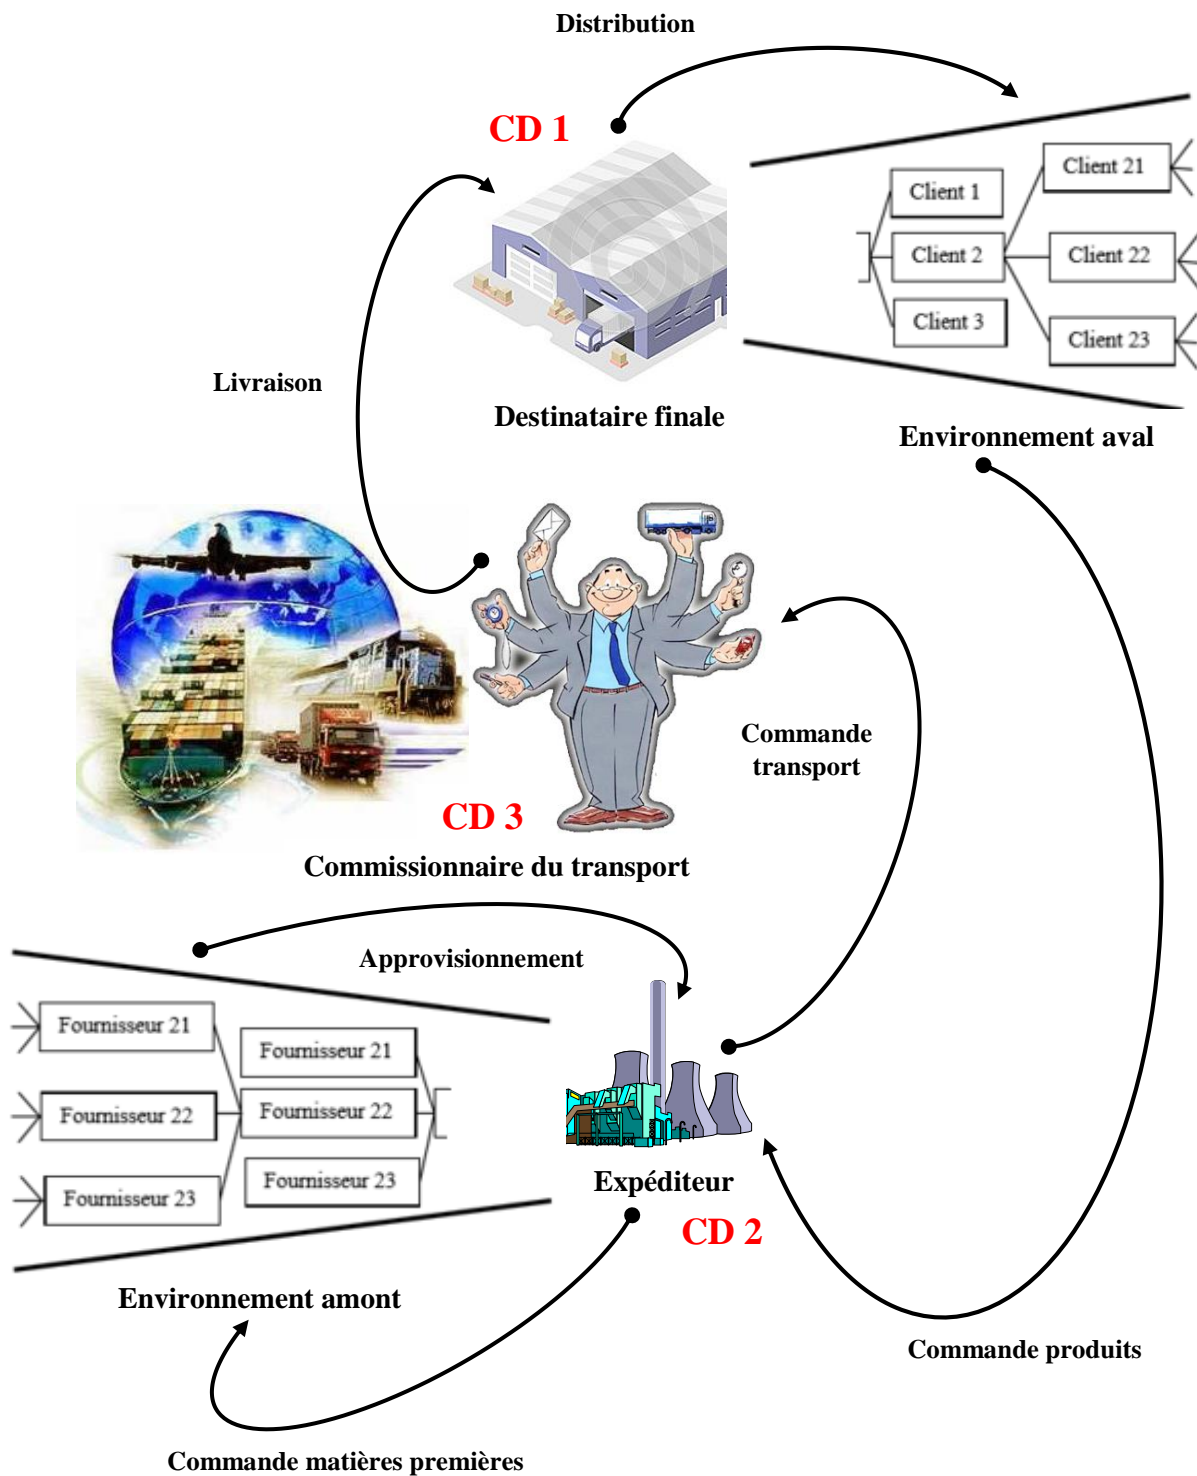 Distribution
CD 1
Client 21
Client 1
Client 2
Client 22
Client 3
Client 23
Livraison
Destinataire finale
Environnement aval
Commande
transport
CD 3
Commissionnaire du transport
Approvisionnement
Fournisseur 21
Fournisseur 21
Fournisseur 22
Fournisseur 22
Fournisseur 23
Fournisseur 23
Expéditeur
CD 2
Environnement amont
Commande produits
Commande matières premières